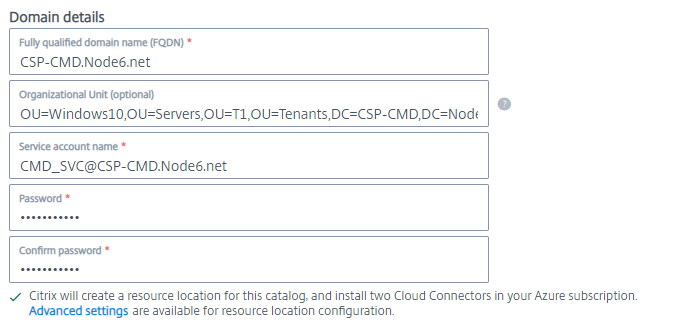 Domain details
Fully qualified domain name (FQDN) *
CSP-CMD.Node6.net
Organizational Unit (optional)
OU=Windows10,OU=Servers,OU=T1,OU=Tenants,DC=CSP-CMD,DC=Node
?
Service account name *
CMD_SVC@CSP-CMD.Node6.net
Password *
•••••••••••
Confirm password *
•••••••••••
Citrix will create a resource location for this catalog, and install two Cloud Connectors in your Azure subscription.
Advanced settings are available for resource location configuration.